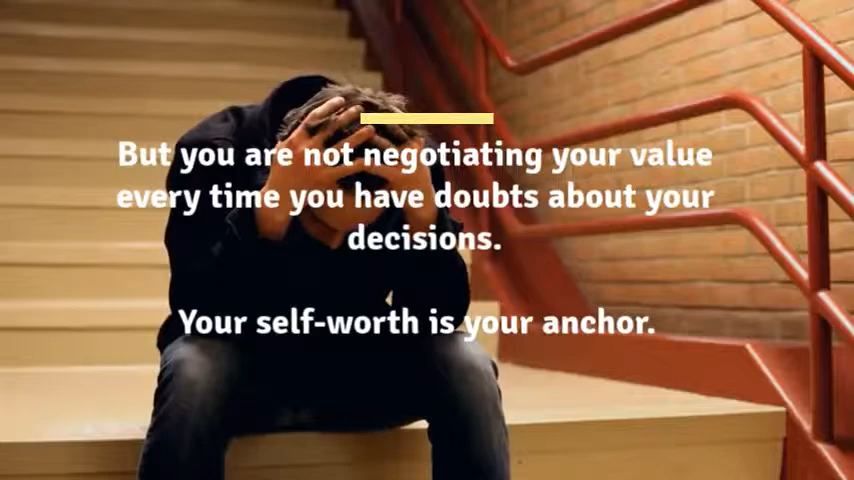 But you are not negotiating your value
every time you have doubts about your
decisions.
Your self-worth is your anchor.